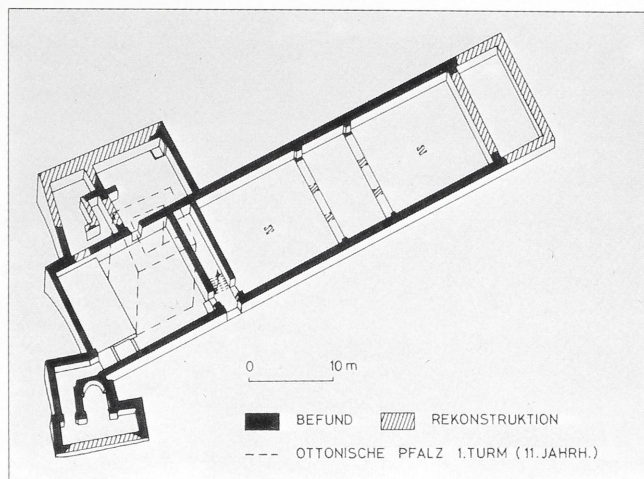 0 10 m
BEFUND REKONSTRUKTION
--- OTTONISCHE PFALZ 1.TURM (11.JAHRH.)